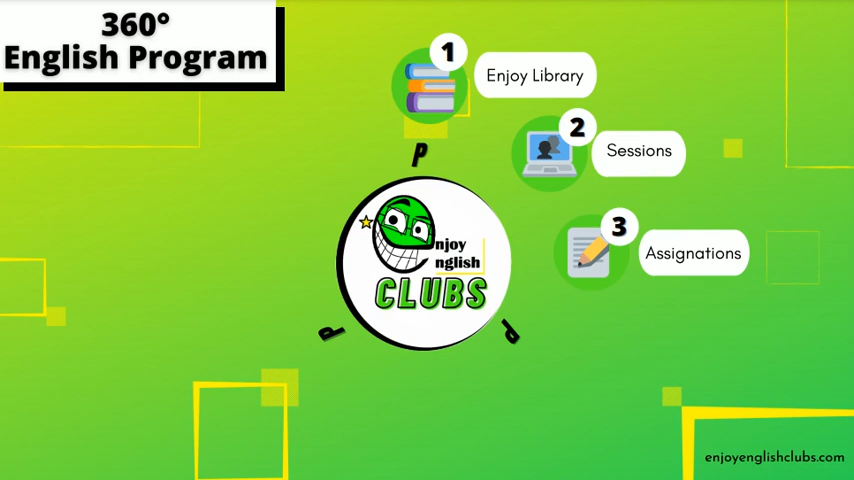 360°
English Program
1
Enjoy Library
2
Sessions
3
Assignations
P
njoy
nglish
CLUBS
P
P
enjoyenglishclubs.com